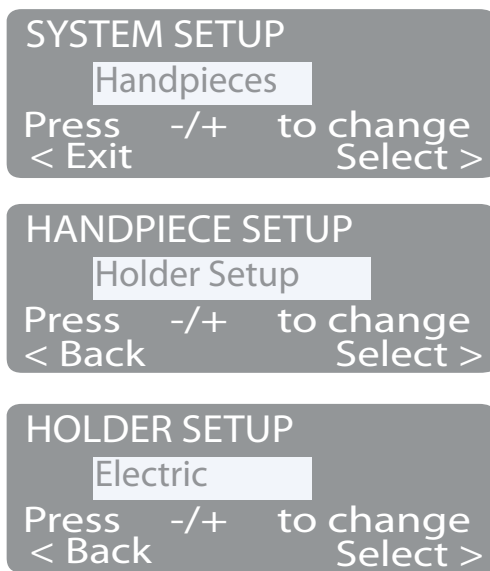 SYSTEM SETUP
Handpieces
Press -/+ to change
< Exit Select >
HANDPIECE SETUP
Holder Setup
Press -/+ to change
< Back Select >
HOLDER SETUP
Electric
Press -/+ to change
< Back Select >